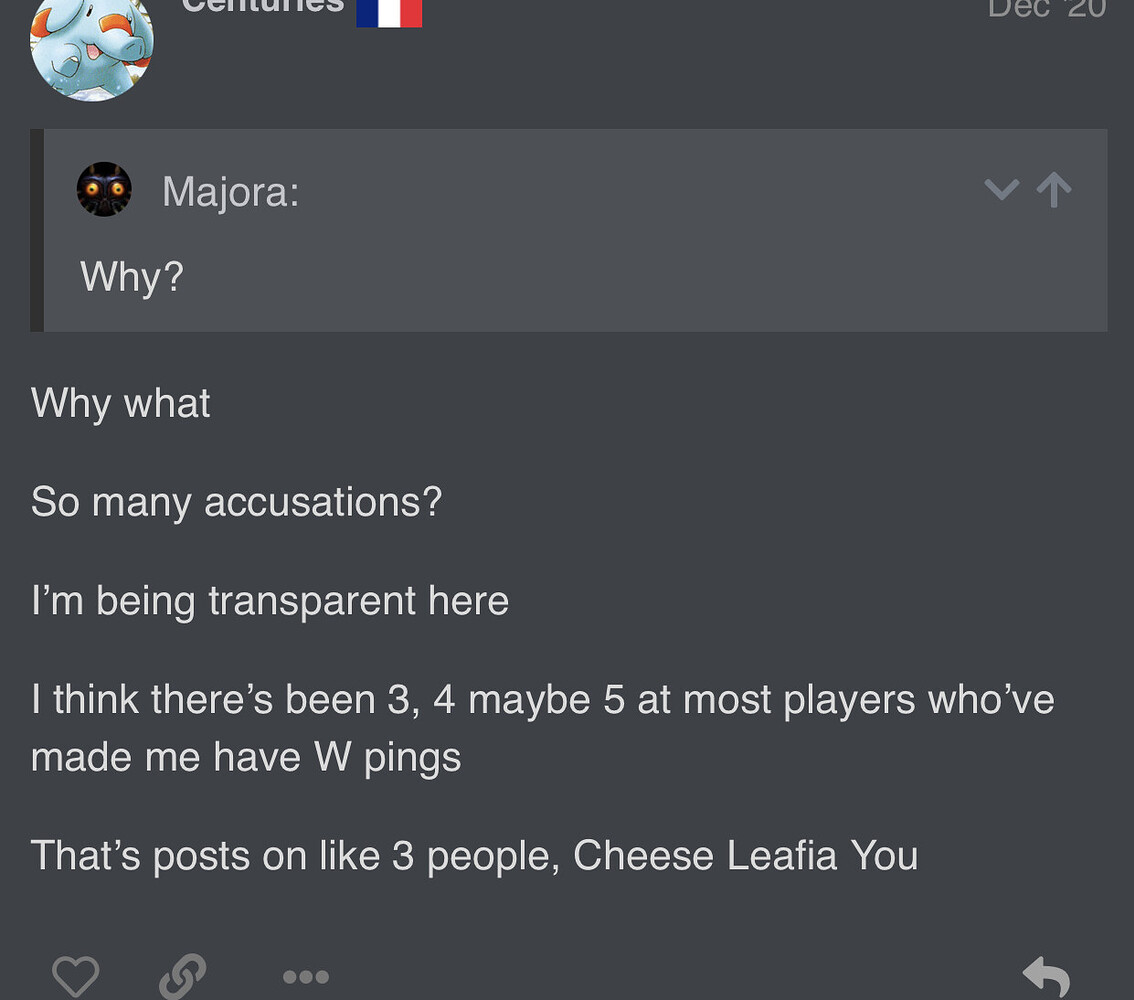 Centuries
Dec '20
Majora:
Why?
Why what
So many accusations?
I’m being transparent here
I think there’s been 3, 4 maybe 5 at most players who’ve
made me have W pings
That’s posts on like 3 people, Cheese Leafia You